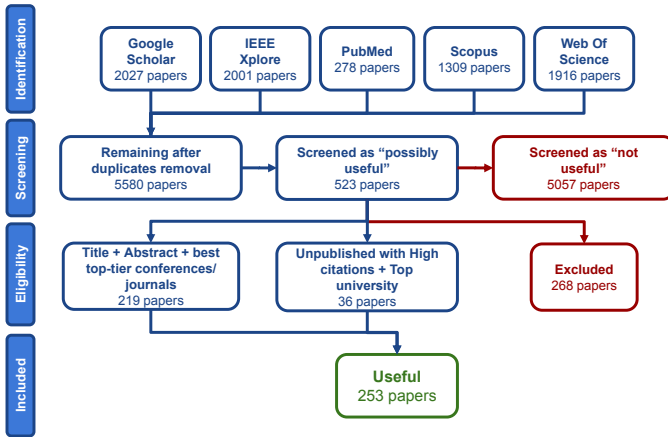 Identification
Google
Scholar
2027 papers
IEEE
Xplore
2001 papers
PubMed
278 papers
Scopus
1309 papers
Web Of
Science
1916 papers
Screening
Remaining after
duplicates removal
5580 papers
Screened as “possibly
useful”
523 papers
Screened as “not
useful”
5057 papers
Eligibility
Title + Abstract + best
top-tier conferences/
journals
219 papers
Unpublished with High
citations + Top
university
36 papers
Excluded
268 papers
Included
Useful
253 papers